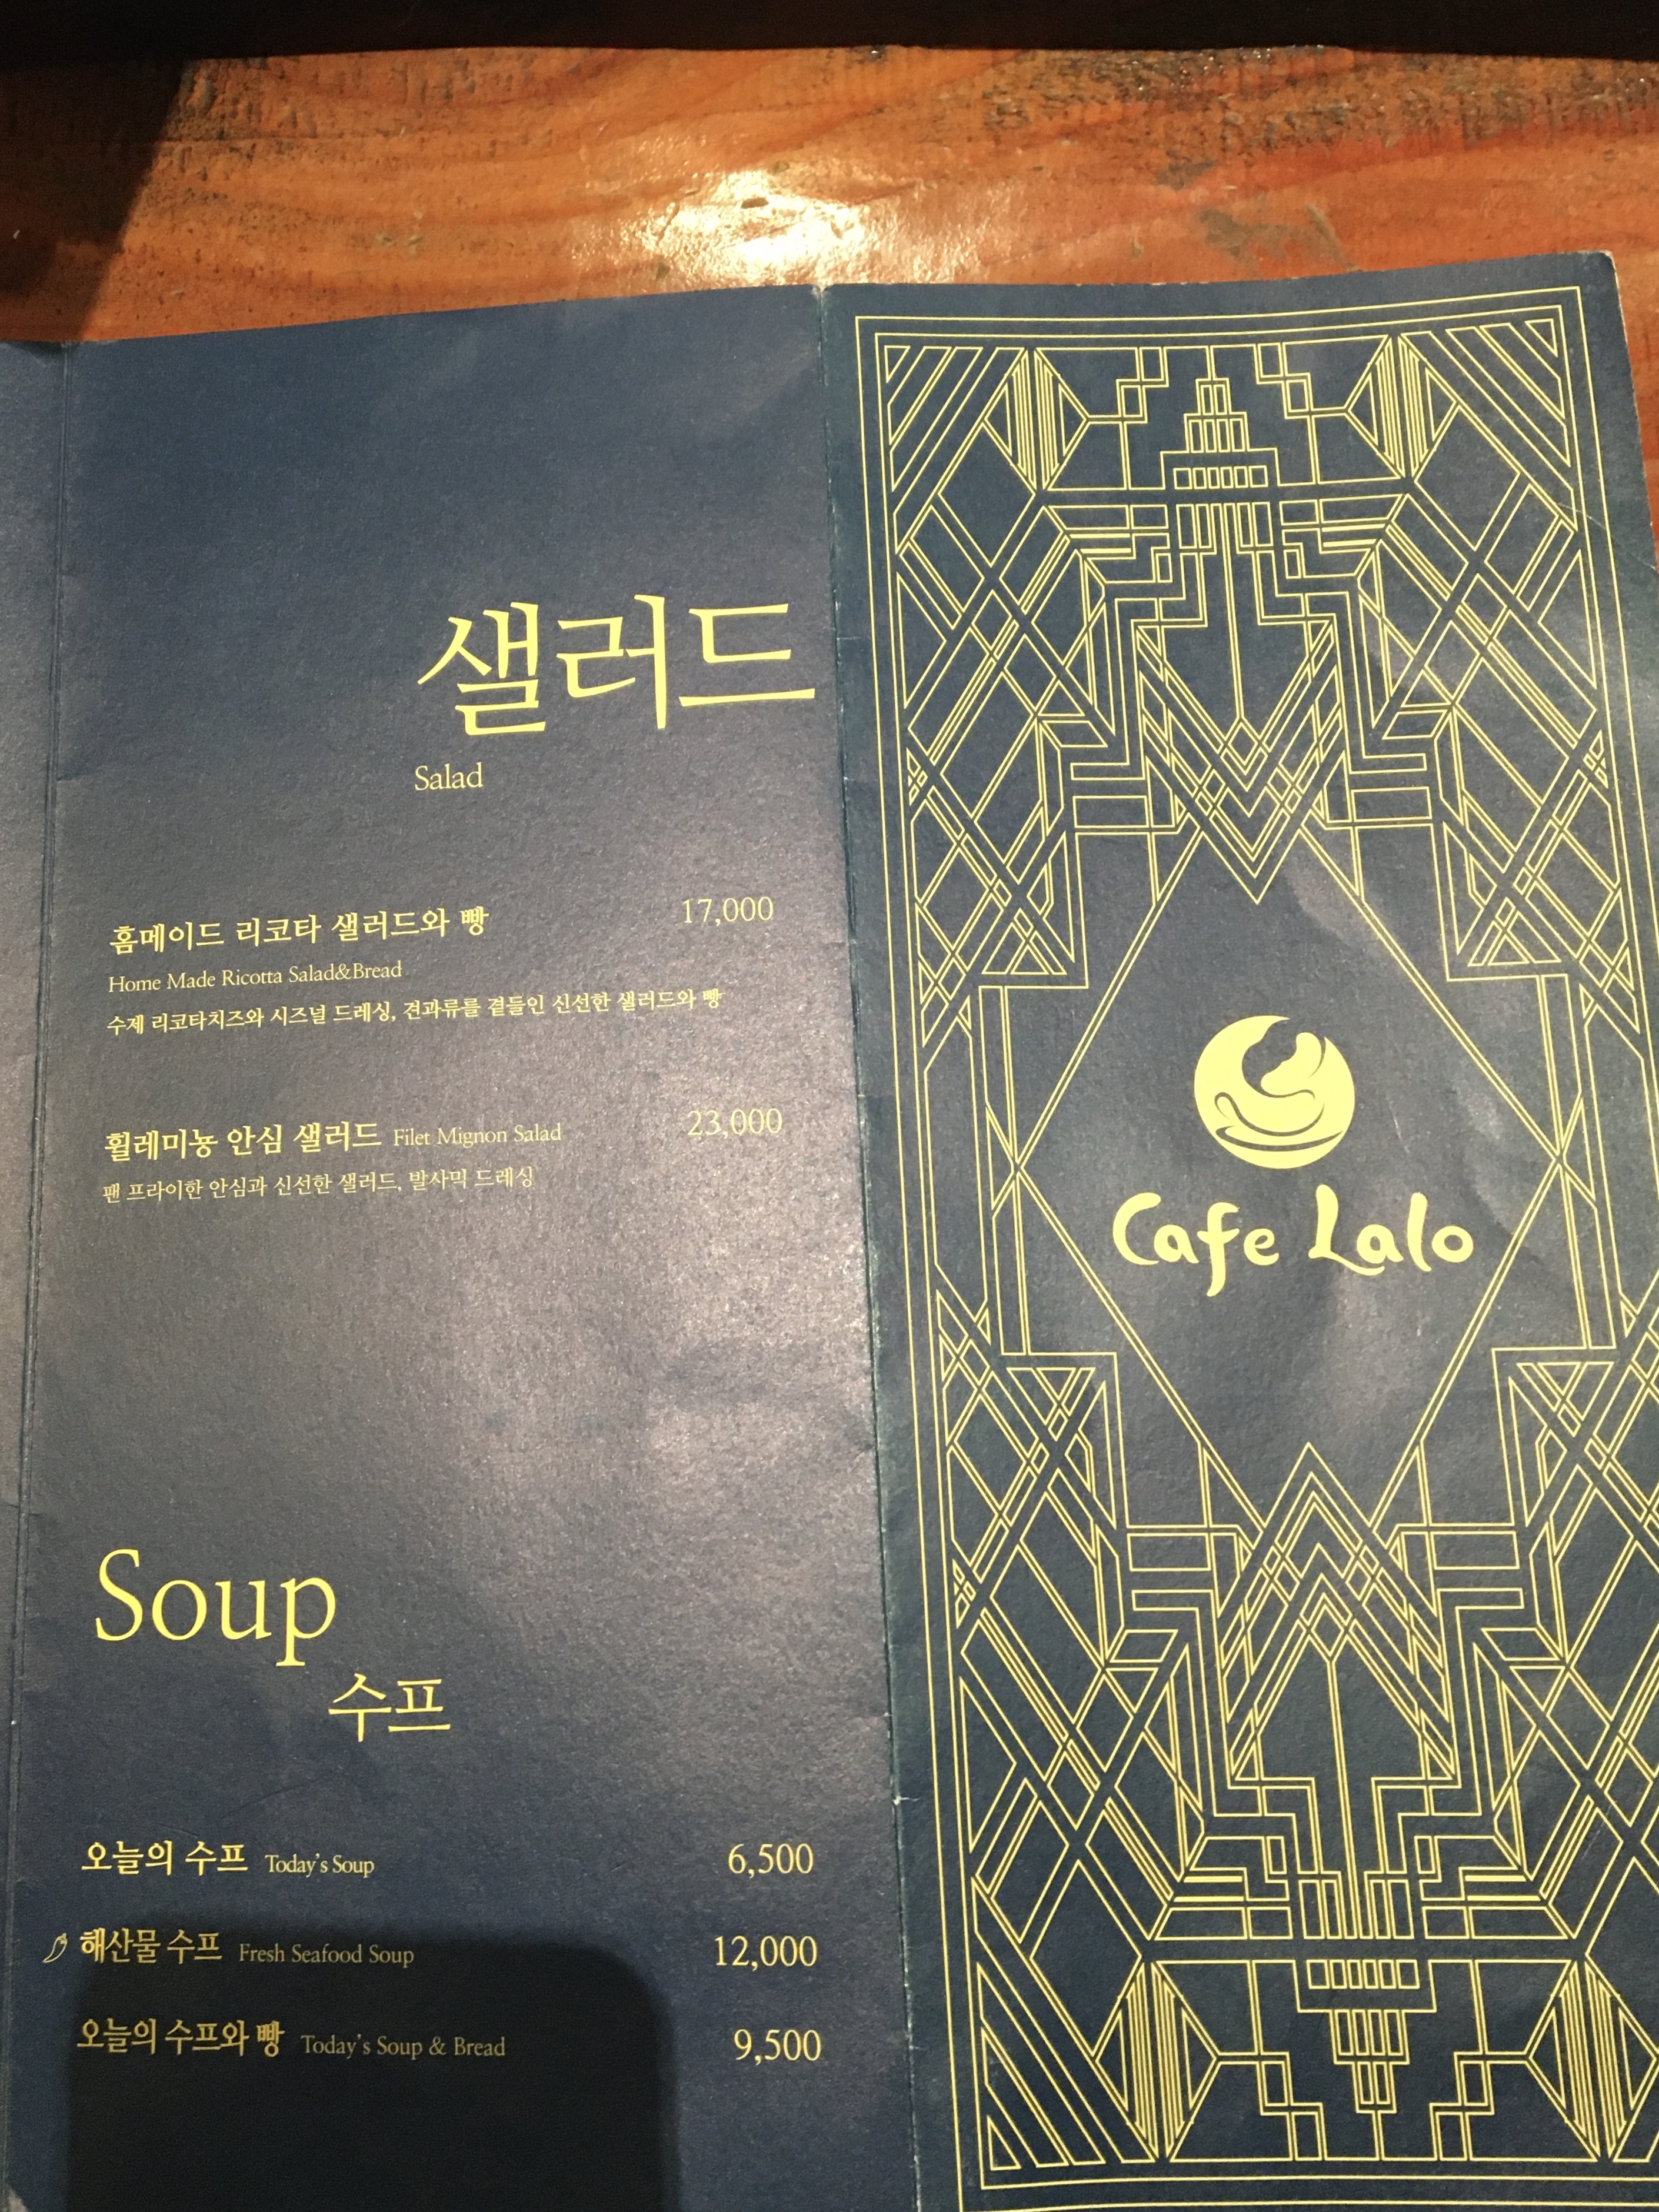 샐러드
Salad
홈메이드 리코타 샐러드와 빵 17,000
Home Made Ricotta Salad&Bread
수제 리코타치즈와 시즈널 드레싱, 견과류를 곁들인 신선한 샐러드와 빵
휠레미뇽 안심 샐러드 Filet Mignon Salad 23,000
팬 프라이한 안심과 신선한 샐러드, 발사믹 드레싱
Soup
수프
오늘의 수프 Today's Soup 6,500
해산물 수프 Fresh Seafood Soup 12,000
오늘의 수프와 빵 Today's Soup & Bread 9,500
Cafe Lalo